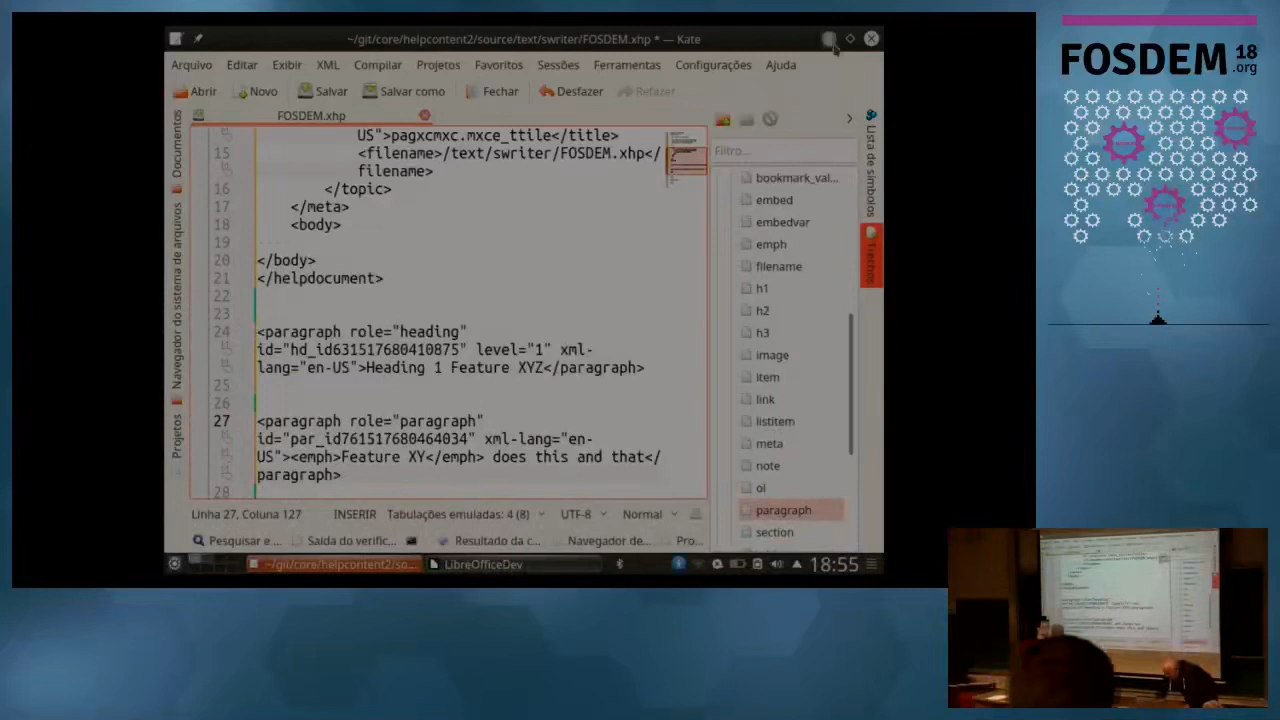 ~/git/core/helpcontent2/source/text/swriter/FOSDEM.xhp * — Kate
Arquivo Editar Exibir XML Compilar Projetos Favoritos Sessões Ferramentas Configurações Ajuda
Abrir Novo Salvar Salvar como Fechar Desfazer Refazer
FOSDEM.xhp
Documentos
Navegador do sistema de arquivos
Projetos
US">pagxcmxc.mxce_ttile</title>
15 <filename>/text/swriter/FOSDEM.xhp</
filename>
16 </topic>
17 </meta>
18 <body>
19
20 </body>
21 </helpdocument>
22
23
24 <paragraph role="heading"
id="hd_id631517680410875" level="1" xml-
lang="en-US">Heading 1 Feature XYZ</paragraph>
25
26
27 <paragraph role="paragraph"
id="par_id761517680464034" xml-lang="en-
US"><emph>Feature XY</emph> does this and that</
paragraph>
28
Filtro...
bookmark_val...
embed
embedvar
emph
filename
h1
h2
h3
image
item
link
listitem
meta
note
ol
paragraph
section
Lista de símbolos
Trechos
Linha 27, Coluna 127 INSERIR Tabulações emuladas: 4 (8) UTF-8 Normal
Pesquisar e ... Saída do verific... Resultado da c... Navegador de... Pro...
~/git/core/helpcontent2/source/... LibreOfficeDev 18:55
FOSDEM 18
.org